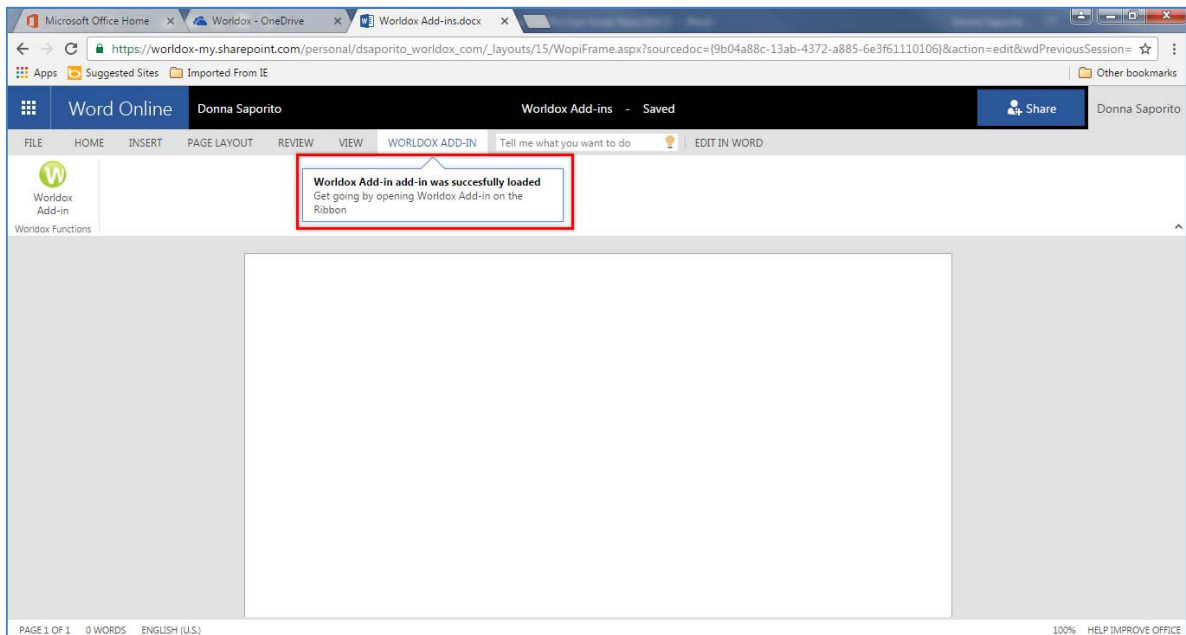 Microsoft Office Home
Worldox - OneDrive
Worldox Add-ins.docx
https://worldox-my.sharepoint.com/personal/dsaporito_worldox_com/_layouts/15/WopiFrame.aspx?sourcedoc={9b04a88c-13ab-4372-a885-6e3f61110106}&action=edit&wdPreviousSession=
Apps Suggested Sites Imported From IE Other bookmarks
Word Online Donna Saporito Worldox Add-ins - Saved Share Donna Saporito
FILE HOME INSERT PAGE LAYOUT REVIEW VIEW WORLDOX ADD-IN Tell me what you want to do EDIT IN WORD
W
Worldox
Add-in
Worldox Functions
Worldox Add-in add-in was succesfully loaded
Get going by opening Worldox Add-in on the
Ribbon
PAGE 1 OF 1 0 WORDS ENGLISH (U.S.) 100% HELP IMPROVE OFFICE